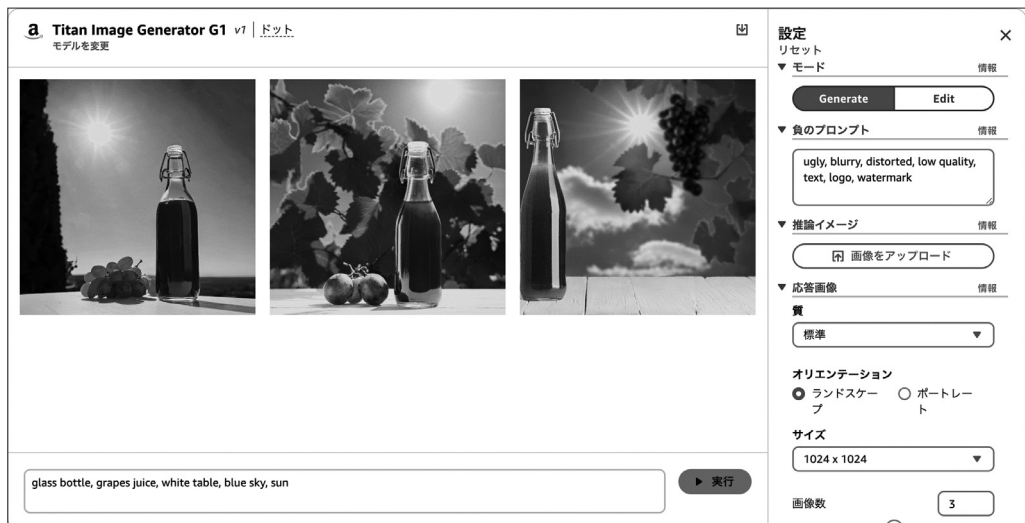 a Titan Image Generator G1 v1 | ドット
モデルを変更
glass bottle, grapes juice, white table, blue sky, sun
実行
設定
リセット
モード 情報
Generate Edit
負のプロンプト 情報
ugly, blurry, distorted, low quality,
text, logo, watermark
推論イメージ 情報
画像をアップロード
応答画像 情報
質
標準
オリエンテーション
ランドスケー ポートレー
プ ト
サイズ
1024 x 1024
画像数 3